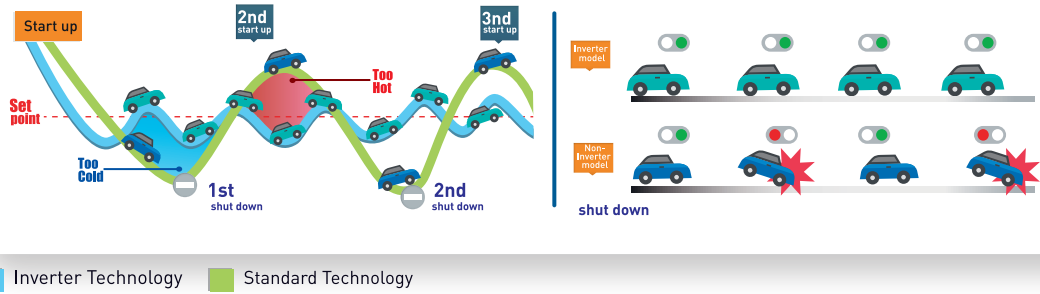 Start up
2nd
start up
3rd
start up
Too
Hot
Set
point
Too
Cold
1st
shut down
2nd
shut down
Inverter
model
Non-
Inverter
model
shut down
Inverter Technology
Standard Technology